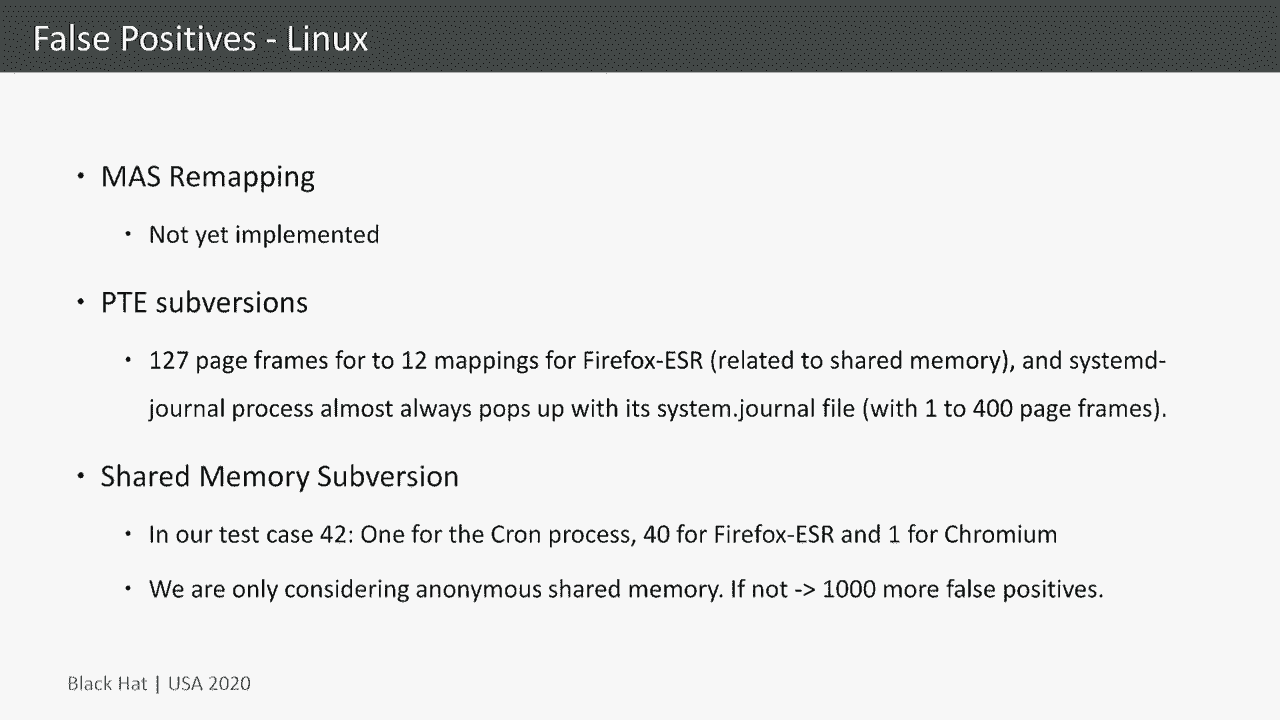 False Positives - Linux
• MAS Remapping
• Not yet implemented
• PTE subversions
• 127 page frames for to 12 mappings for Firefox-ESR (related to shared memory), and systemd-
journal process almost always pops up with its system.journal file (with 1 to 400 page frames).
• Shared Memory Subversion
• In our test case 42: One for the Cron process, 40 for Firefox-ESR and 1 for Chromium
• We are only considering anonymous shared memory. If not -> 1000 more false positives.
Black Hat | USA 2020